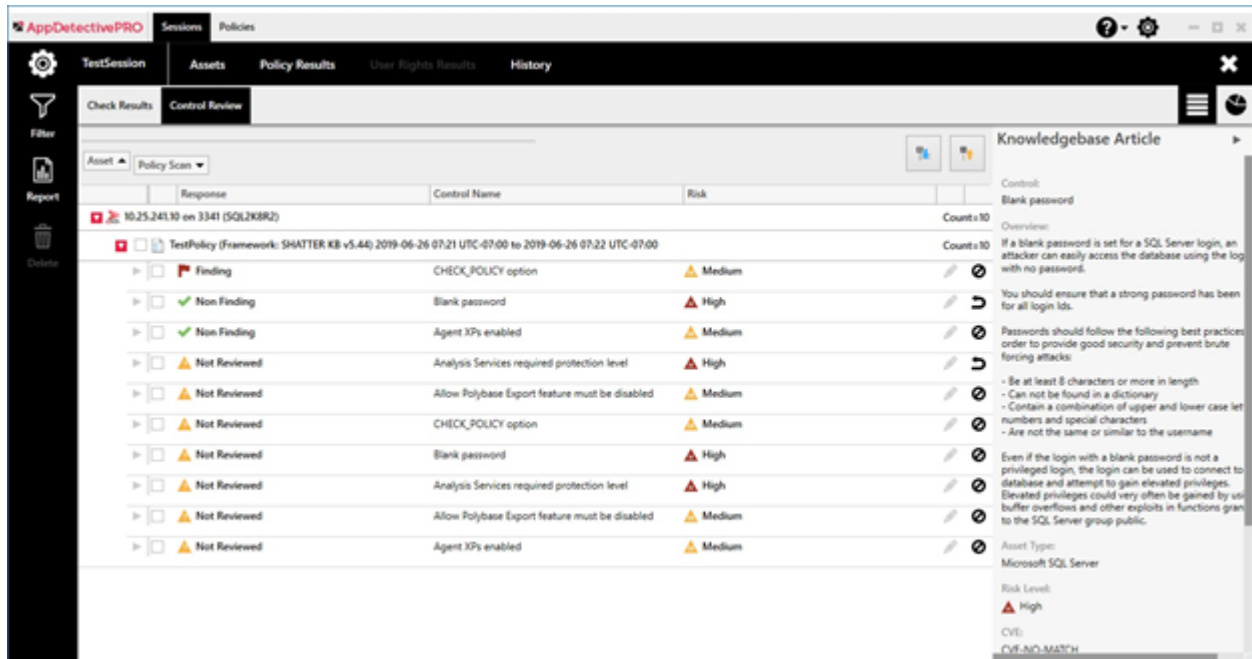 AppDetectivePRO Sessions Policies
TestSession Assets Policy Results User Rights Results History
Filter
Report
Delete
Check Results Control Review
Asset Policy Scan
Response Control Name Risk
10.25.241.10 on 3341 (SQL2K8R2) Count=10
TestPolicy (Framework: SHATTER KB v5.44) 2019-06-26 07:21 UTC-07:00 to 2019-06-26 07:22 UTC-07:00 Count=10
Finding CHECK_POLICY option Medium
Non Finding Blank password High
Non Finding Agent XPs enabled Medium
Not Reviewed Analysis Services required protection level High
Not Reviewed Allow Polybase Export feature must be disabled Medium
Not Reviewed CHECK_POLICY option Medium
Not Reviewed Blank password High
Not Reviewed Analysis Services required protection level High
Not Reviewed Allow Polybase Export feature must be disabled Medium
Not Reviewed Agent XPs enabled Medium
Knowledgebase Article
Control:
Blank password
Overview:
If a blank password is set for a SQL Server login, an
attacker can easily access the database using the log
with no password.
You should ensure that a strong password has been
for all login Ids.
Passwords should follow the following best practices
order to provide good security and prevent brute
forcing attacks:
- Be at least 8 characters or more in length
- Can not be found in a dictionary
- Contain a combination of upper and lower case let
numbers and special characters
- Are not the same or similar to the username
Even if the login with a blank password is not a
privileged login, the login can be used to connect to
database and attempt to gain elevated privileges.
Elevated privileges could very often be gained by usi
buffer overflows and other exploits in functions gran
to the SQL Server group public.
Asset Type:
Microsoft SQL Server
Risk Level:
High
CVE:
CVE-NO-MATCH